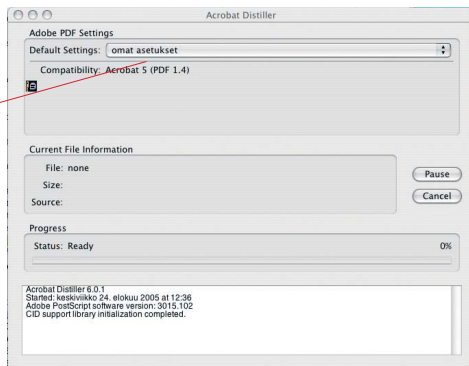 Acrobat Distiller
Adobe PDF Settings
Default Settings: omat asetukset
Compatibility: Acrobat 5 (PDF 1.4)
Current File Information
File: none
Size:
Source:
Pause
Cancel
Progress
Status: Ready 0%
Acrobat Distiller 6.0.1
Started: keskiviikko 24. elokuu 2005 at 12:36
Adobe PostScript software version: 3015.102
CID support library initialization completed.